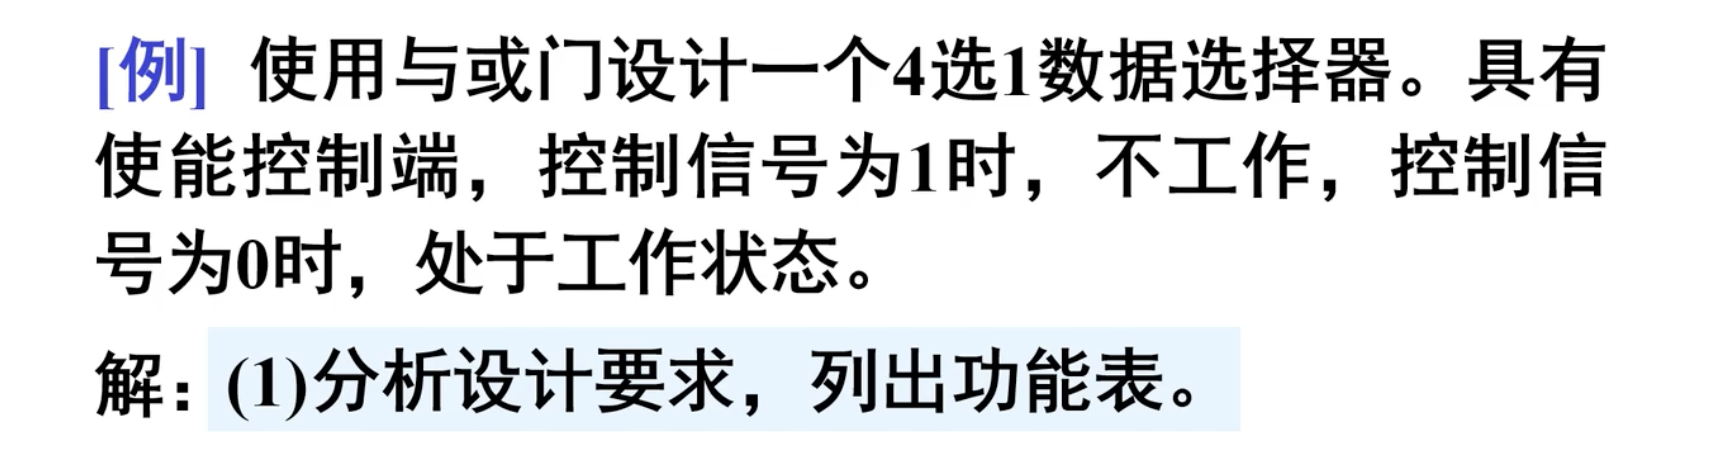 [例] 使用与或门设计一个4选1数据选择器。具有
使能控制端，控制信号为1时，不工作，控制信
号为0时，处于工作状态。
解：(1)分析设计要求，列出功能表。